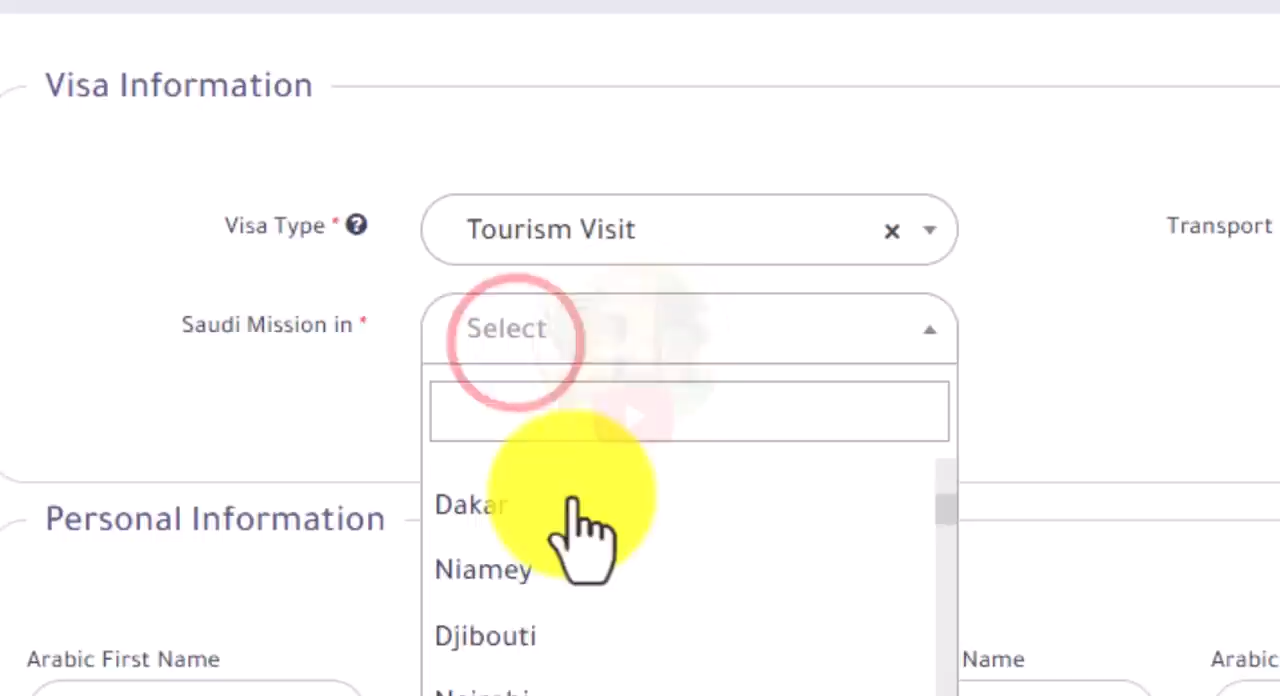 Visa Information
Visa Type *
Tourism Visit
Transport
Saudi Mission in *
Select
Dakar
Personal Information
Niamey
Djibouti
Arabic First Name
Name
Arabic
Nairobi